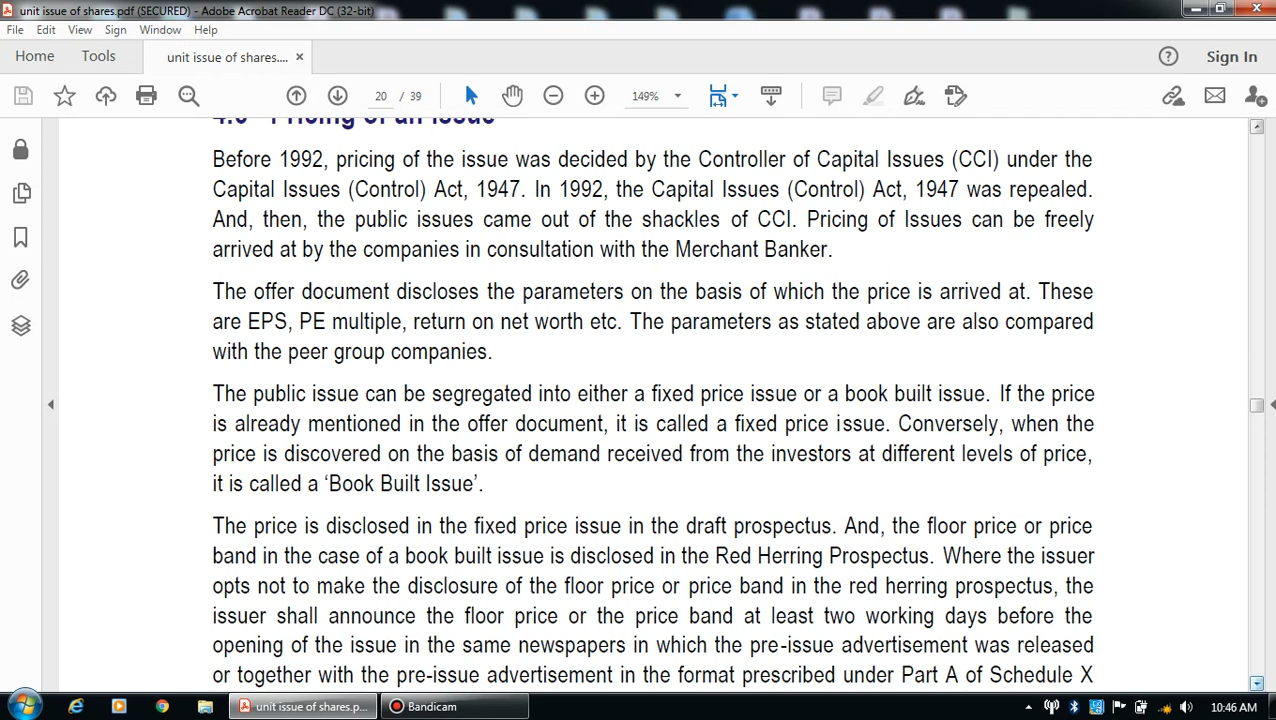 unit issue of shares.pdf (SECURED) - Adobe Acrobat Reader DC (32-bit)
File Edit View Sign Window Help
Home Tools unit issue of shares.... × Sign In
20 / 39 149%
Pricing of an Issue
Before 1992, pricing of the issue was decided by the Controller of Capital Issues (CCI) under the
Capital Issues (Control) Act, 1947. In 1992, the Capital Issues (Control) Act, 1947 was repealed.
And, then, the public issues came out of the shackles of CCI. Pricing of Issues can be freely
arrived at by the companies in consultation with the Merchant Banker.
The offer document discloses the parameters on the basis of which the price is arrived at. These
are EPS, PE multiple, return on net worth etc. The parameters as stated above are also compared
with the peer group companies.
The public issue can be segregated into either a fixed price issue or a book built issue. If the price
is already mentioned in the offer document, it is called a fixed price issue. Conversely, when the
price is discovered on the basis of demand received from the investors at different levels of price,
it is called a ‘Book Built Issue’.
The price is disclosed in the fixed price issue in the draft prospectus. And, the floor price or price
band in the case of a book built issue is disclosed in the Red Herring Prospectus. Where the issuer
opts not to make the disclosure of the floor price or price band in the red herring prospectus, the
issuer shall announce the floor price or the price band at least two working days before the
opening of the issue in the same newspapers in which the pre-issue advertisement was released
or together with the pre-issue advertisement in the format prescribed under Part A of Schedule X
unit issue of shares.p... Bandicam 10:46 AM